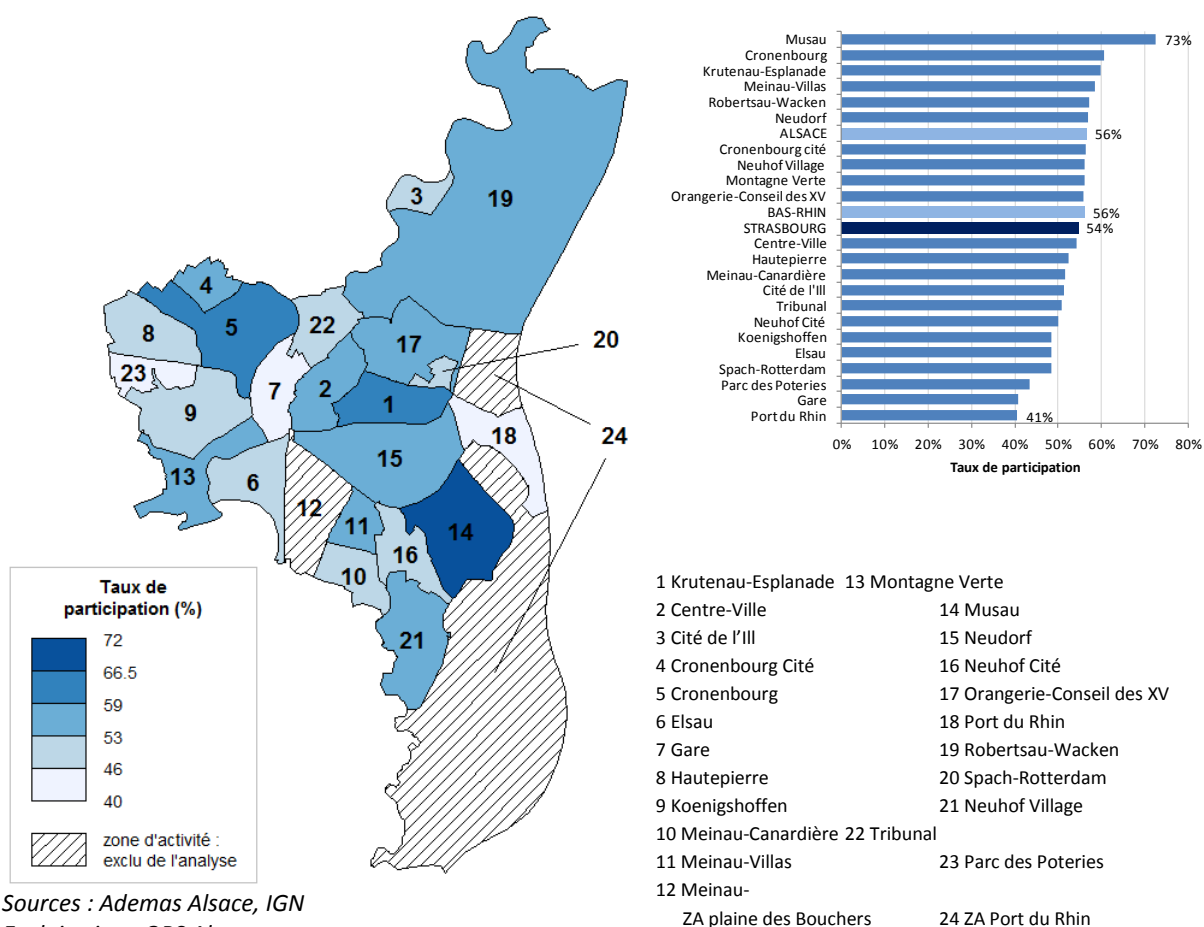 Musau 73%
Cronenbourg
Krutenau-Esplanade
Meinau-Villas
Robertsau-Wacken
Neudorf
ALSACE 56%
Cronenbourg cité
Neuhof Village
Montagne Verte
Orangerie-Conseil des XV
BAS-RHIN 56%
STRASBOURG 54%
Centre-Ville
Hautepierre
Meinau-Canardière
Cité de l'Ill
Tribunal
Neuhof Cité
Koenigshoffen
Elsau
Spach-Rotterdam
Parc des Poteries
Gare
Port du Rhin 41%
0% 10% 20% 30% 40% 50% 60% 70% 80%
Taux de participation
3
19
4
5
22
8
17
20
23
7
2
1
9
18
24
15
13
6
12
14
11
16
10
21
Taux de
participation (%)
72
66.5
59
53
46
40
zone d'activité :
exclu de l'analyse
1 Krutenau-Esplanade 13 Montagne Verte
2 Centre-Ville 14 Musau
3 Cité de l’Ill 15 Neudorf
4 Cronenbourg Cité 16 Neuhof Cité
5 Cronenbourg 17 Orangerie-Conseil des XV
6 Elsau 18 Port du Rhin
7 Gare 19 Robertsau-Wacken
8 Hautepierre 20 Spach-Rotterdam
9 Koenigshoffen 21 Neuhof Village
10 Meinau-Canardière 22 Tribunal
11 Meinau-Villas 23 Parc des Poteries
12 Meinau-
ZA plaine des Bouchers 24 ZA Port du Rhin
Sources : Ademas Alsace, IGN